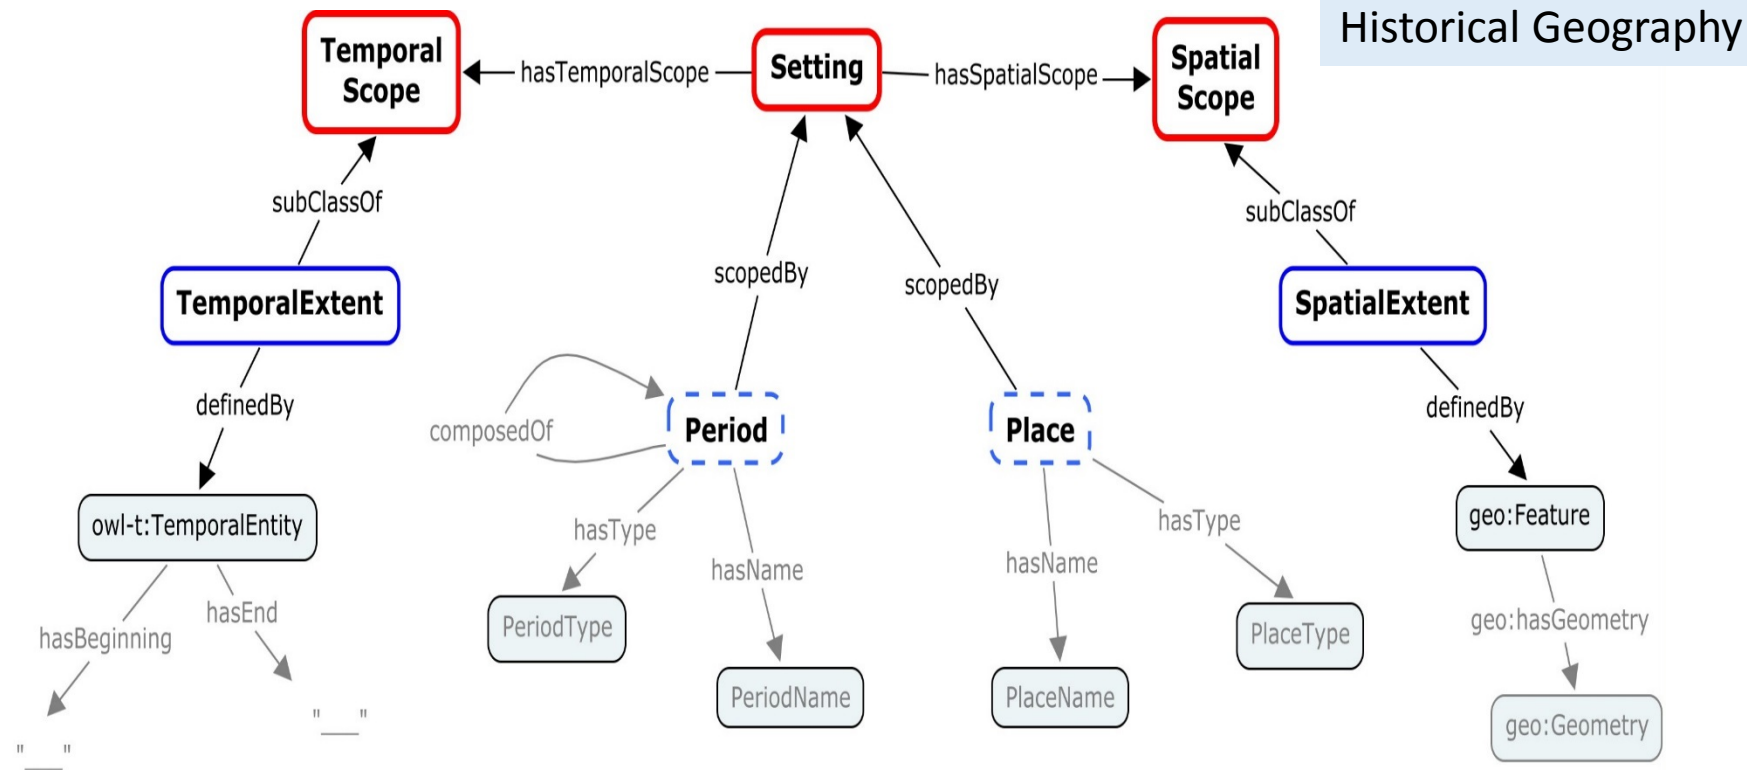 Historical Geography
Temporal
Scope
hasTemporalScope
Setting
hasSpatialScope
Spatial
Scope
subClassOf
subClassOf
TemporalExtent
scopedBy
scopedBy
SpatialExtent
definedBy
composedOf
Period
Place
definedBy
owl-t:TemporalEntity
hasType
hasName
hasName
hasType
geo:Feature
hasBeginning
hasEnd
PeriodType
PlaceType
geo:hasGeometry
PeriodName
PlaceName
geo:Geometry
"___"
"___"